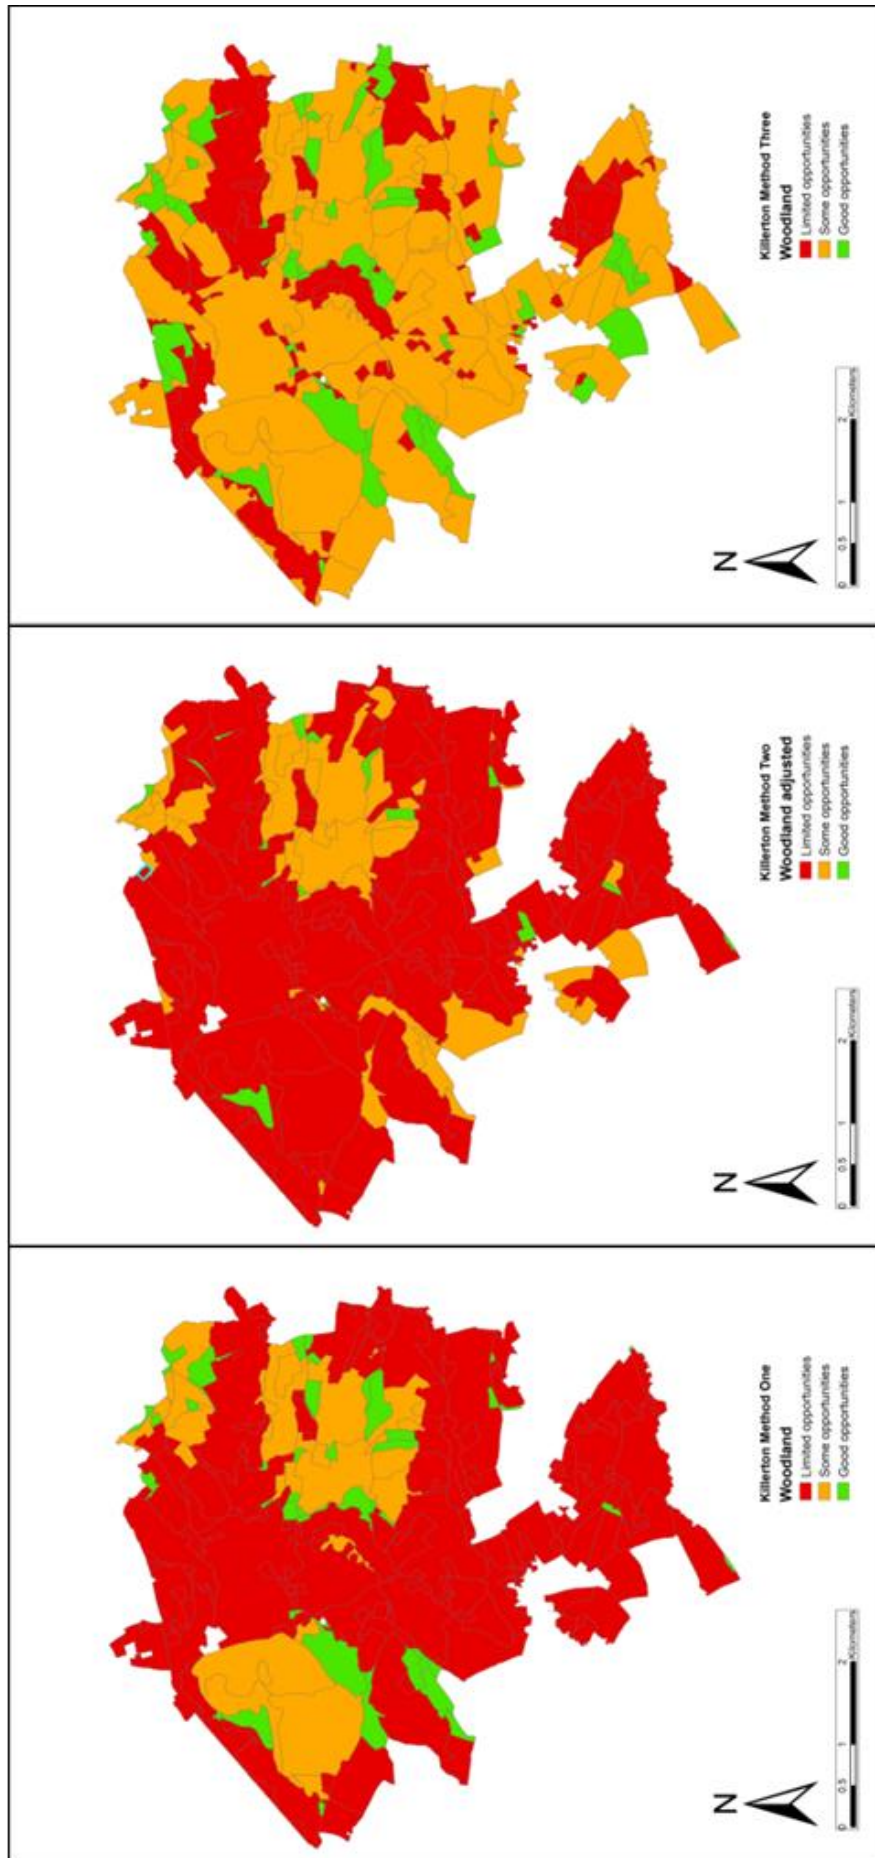 Killerton Method One
Woodland
Limited opportunities
Some opportunities
Good opportunities
N
0 0.5 1 2
Kilometers
Killerton Method Two
Woodland adjusted
Limited opportunities
Some opportunities
Good opportunities
N
0 0.5 1 2
Kilometers
Killerton Method Three
Woodland
Limited opportunities
Some opportunities
Good opportunities
N
0 0.5 1 2
Kilometers